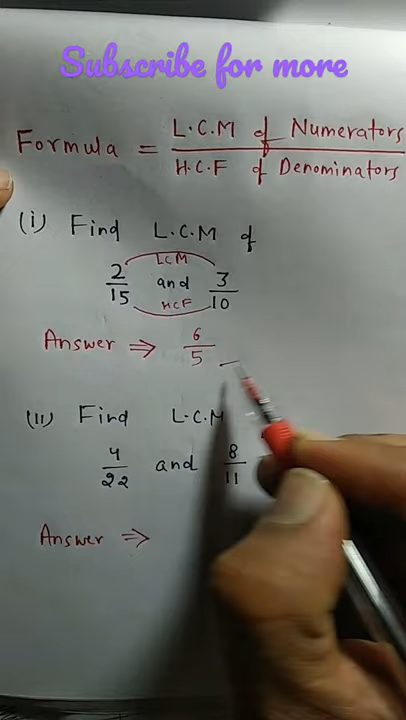 Subscribe for more
Formula = L.C.M of Numerators / H.C.F of Denominators
(i) Find L.C.M of
LCM
2/15 and 3/10
HCF
Answer ⇒ 6/5
(ii) Find L.C.M
4/22 and 8/11
Answer ⇒